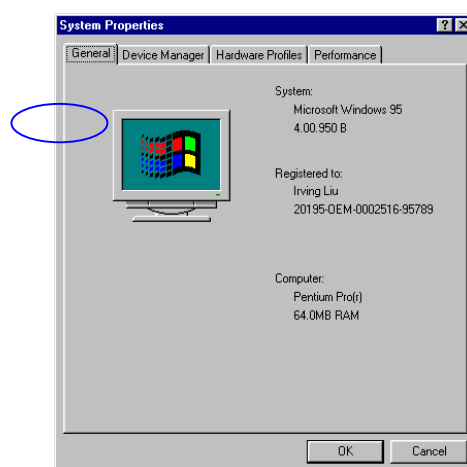 System Properties
General Device Manager Hardware Profiles Performance
System:
Microsoft Windows 95
4.00.950 B
Registered to:
Irving Liu
20195-OEM-0002516-95789
Computer:
Pentium Pro(r)
64.0MB RAM
OK Cancel